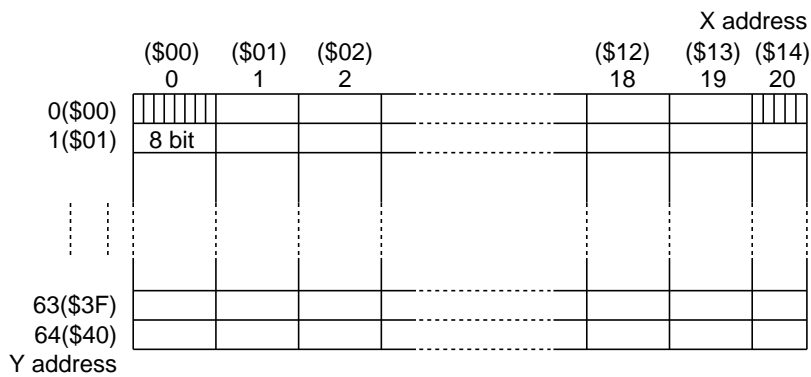 X address
($00) ($01) ($02) ($12) ($13) ($14)
0 1 2 18 19 20
0($00)
1($01) 8 bit
63($3F)
64($40)
Y address